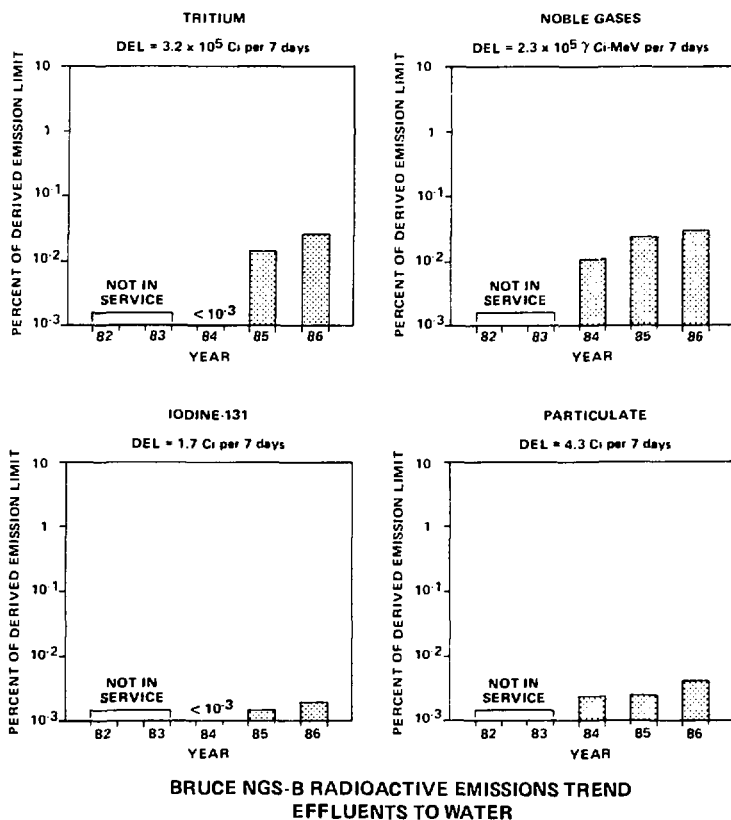 TRITIUM
DEL = 3.2 x 10⁵ Ci per 7 days
PERCENT OF DERIVED EMISSION LIMIT
10
1
10⁻¹
10⁻²
10⁻³
NOT IN
SERVICE
< 10⁻³
82 83 84 85 86
YEAR
NOBLE GASES
DEL = 2.3 x 10⁵ γ Ci-MeV per 7 days
PERCENT OF DERIVED EMISSION LIMIT
10
1
10⁻¹
10⁻²
10⁻³
NOT IN
SERVICE
82 83 84 85 86
YEAR
IODINE-131
DEL = 1.7 Ci per 7 days
PERCENT OF DERIVED EMISSION LIMIT
10
1
10⁻¹
10⁻²
10⁻³
NOT IN
SERVICE
< 10⁻³
82 83 84 85 86
YEAR
PARTICULATE
DEL = 4.3 Ci per 7 days
PERCENT OF DERIVED EMISSION LIMIT
10
1
10⁻¹
10⁻²
10⁻³
NOT IN
SERVICE
82 83 84 85 86
YEAR
BRUCE NGS-B RADIOACTIVE EMISSIONS TREND
EFFLUENTS TO WATER